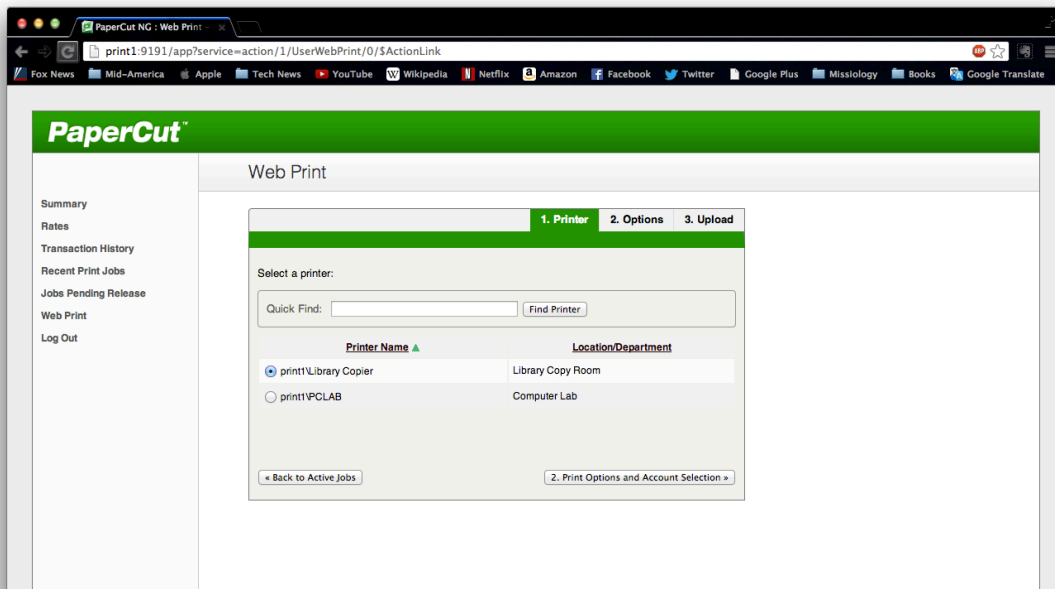 PaperCut NG : Web Print -
print1:9191/app?service=action/1/UserWebPrint/0/$ActionLink
ABP
Fox News Mid-America Apple Tech News YouTube W Wikipedia N Netflix a Amazon f Facebook Twitter Google Plus Missiology Books Google Translate
PaperCut™
Web Print
Summary
Rates
Transaction History
Recent Print Jobs
Jobs Pending Release
Web Print
Log Out
1. Printer 2. Options 3. Upload
Select a printer:
Quick Find: Find Printer
Printer Name ▲ Location/Department
print1\Library Copier Library Copy Room
print1\PCLAB Computer Lab
« Back to Active Jobs 2. Print Options and Account Selection »